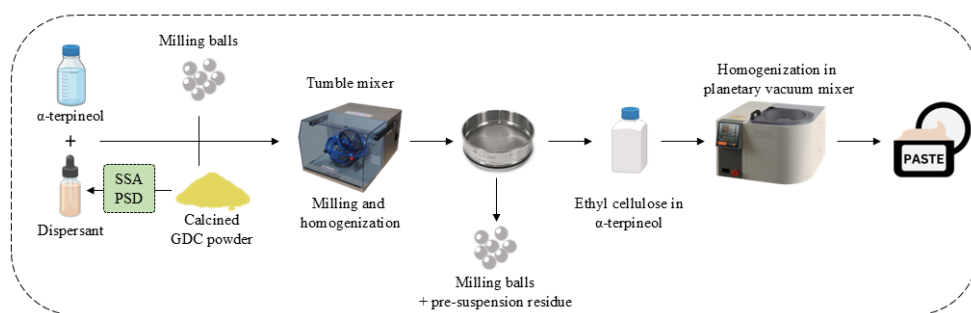 Milling balls
α-terpineol
+
Dispersant
SSA
PSD
Calcined
GDC powder
Tumble mixer
Milling and
homogenization
Milling balls
+ pre-suspension residue
Ethyl cellulose in
α-terpineol
Homogenization in
planetary vacuum mixer
PASTE